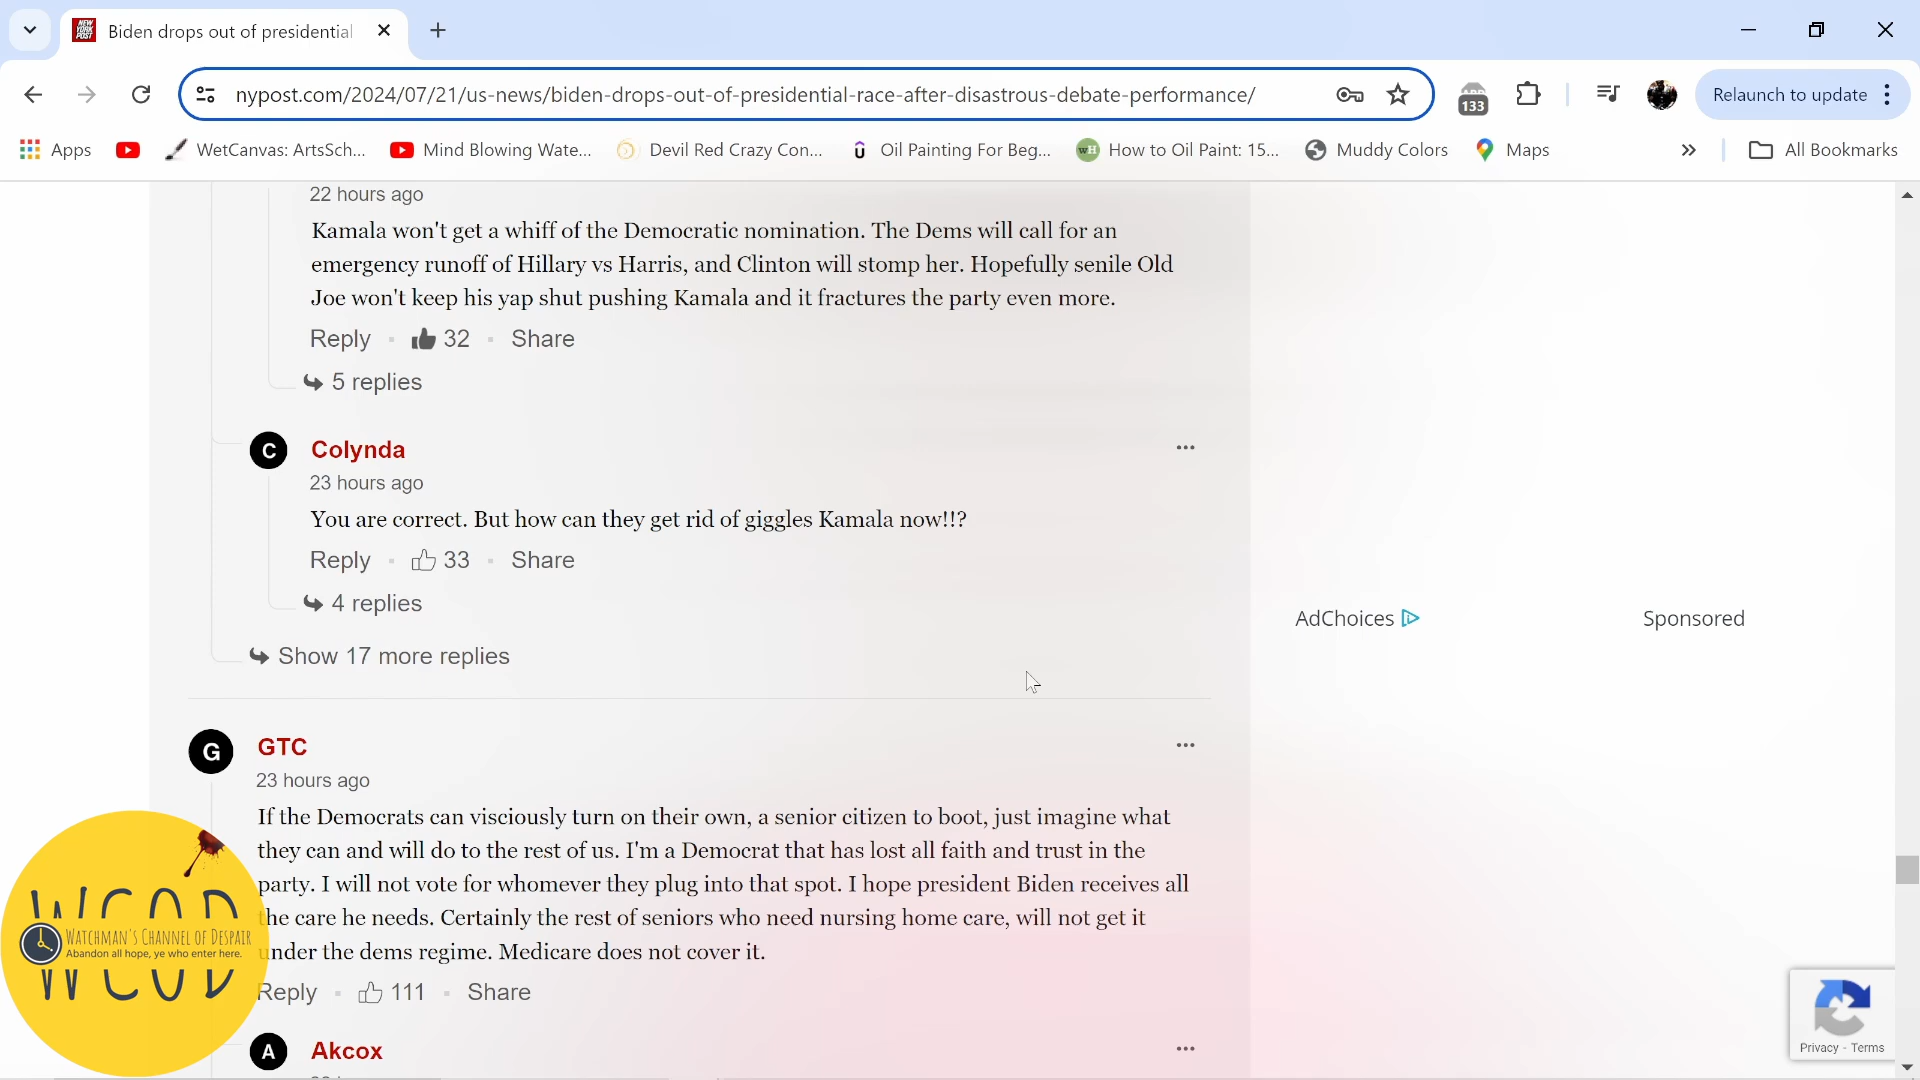 Biden drops out of presidential
nypost.com/2024/07/21/us-news/biden-drops-out-of-presidential-race-after-disastrous-debate-performance/
133
Relaunch to update
Apps
WetCanvas: ArtsSch...
Mind Blowing Wate...
Devil Red Crazy Con...
Oil Painting For Beg...
How to Oil Paint: 15...
Muddy Colors
Maps
All Bookmarks
22 hours ago
Kamala won't get a whiff of the Democratic nomination. The Dems will call for an
emergency runoff of Hillary vs Harris, and Clinton will stomp her. Hopefully senile Old
Joe won't keep his yap shut pushing Kamala and it fractures the party even more.
Reply 32 Share
5 replies
C Colynda
23 hours ago
You are correct. But how can they get rid of giggles Kamala now!!?
Reply 33 Share
4 replies
AdChoices Sponsored
Show 17 more replies
G GTC
23 hours ago
If the Democrats can visciously turn on their own, a senior citizen to boot, just imagine what
they can and will do to the rest of us. I'm a Democrat that has lost all faith and trust in the
party. I will not vote for whomever they plug into that spot. I hope president Biden receives all
the care he needs. Certainly the rest of seniors who need nursing home care, will not get it
under the dems regime. Medicare does not cover it.
Reply 111 Share
A Akcox
WCOD
WATCHMAN'S CHANNEL OF DESPAIR
Abandon all hope, ye who enter here.
Privacy - Terms